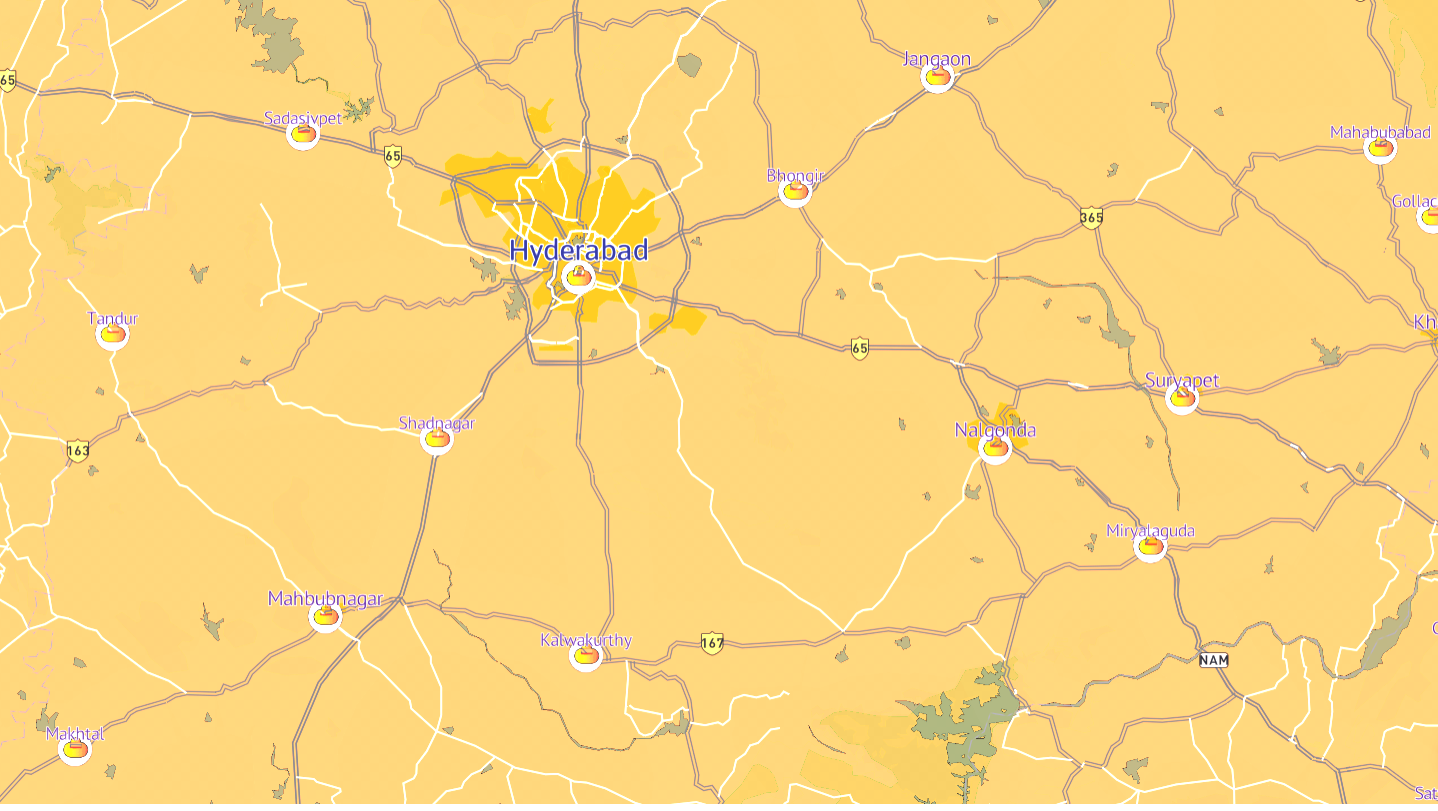 Jangaon
65
Sadasivpet
Mahabubabad
65
Bhongir
Gollac
365
Hyderabad
Tandur
Kh
65
Suryapet
Shadnagar
Nalgonda
163
Miryalaguda
Mahbubnagar
Kalwakurthy
167
NAM
Makhtal
Sat